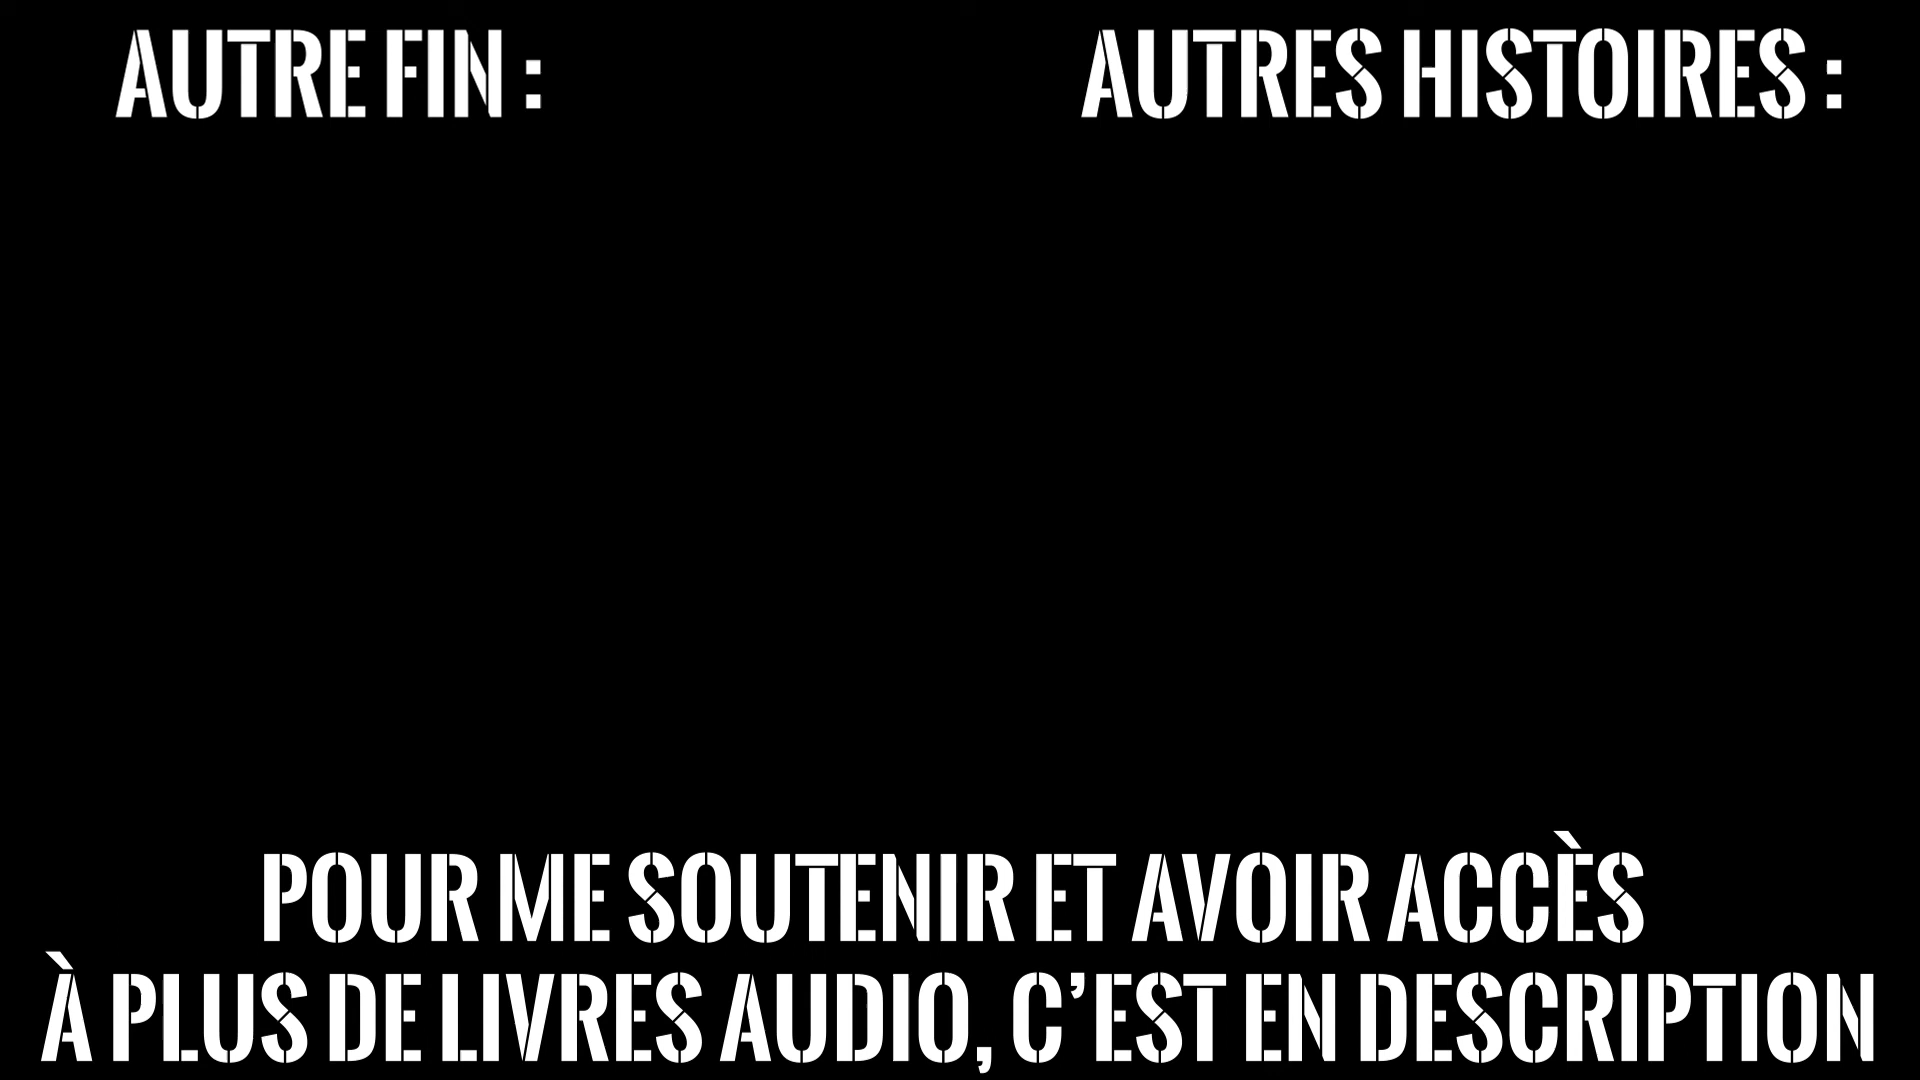 AUTRE FIN :
AUTRES HISTOIRES :
POUR ME SOUTENIR ET AVOIR ACCÈS
À PLUS DE LIVRES AUDIO, C’EST EN DESCRIPTION